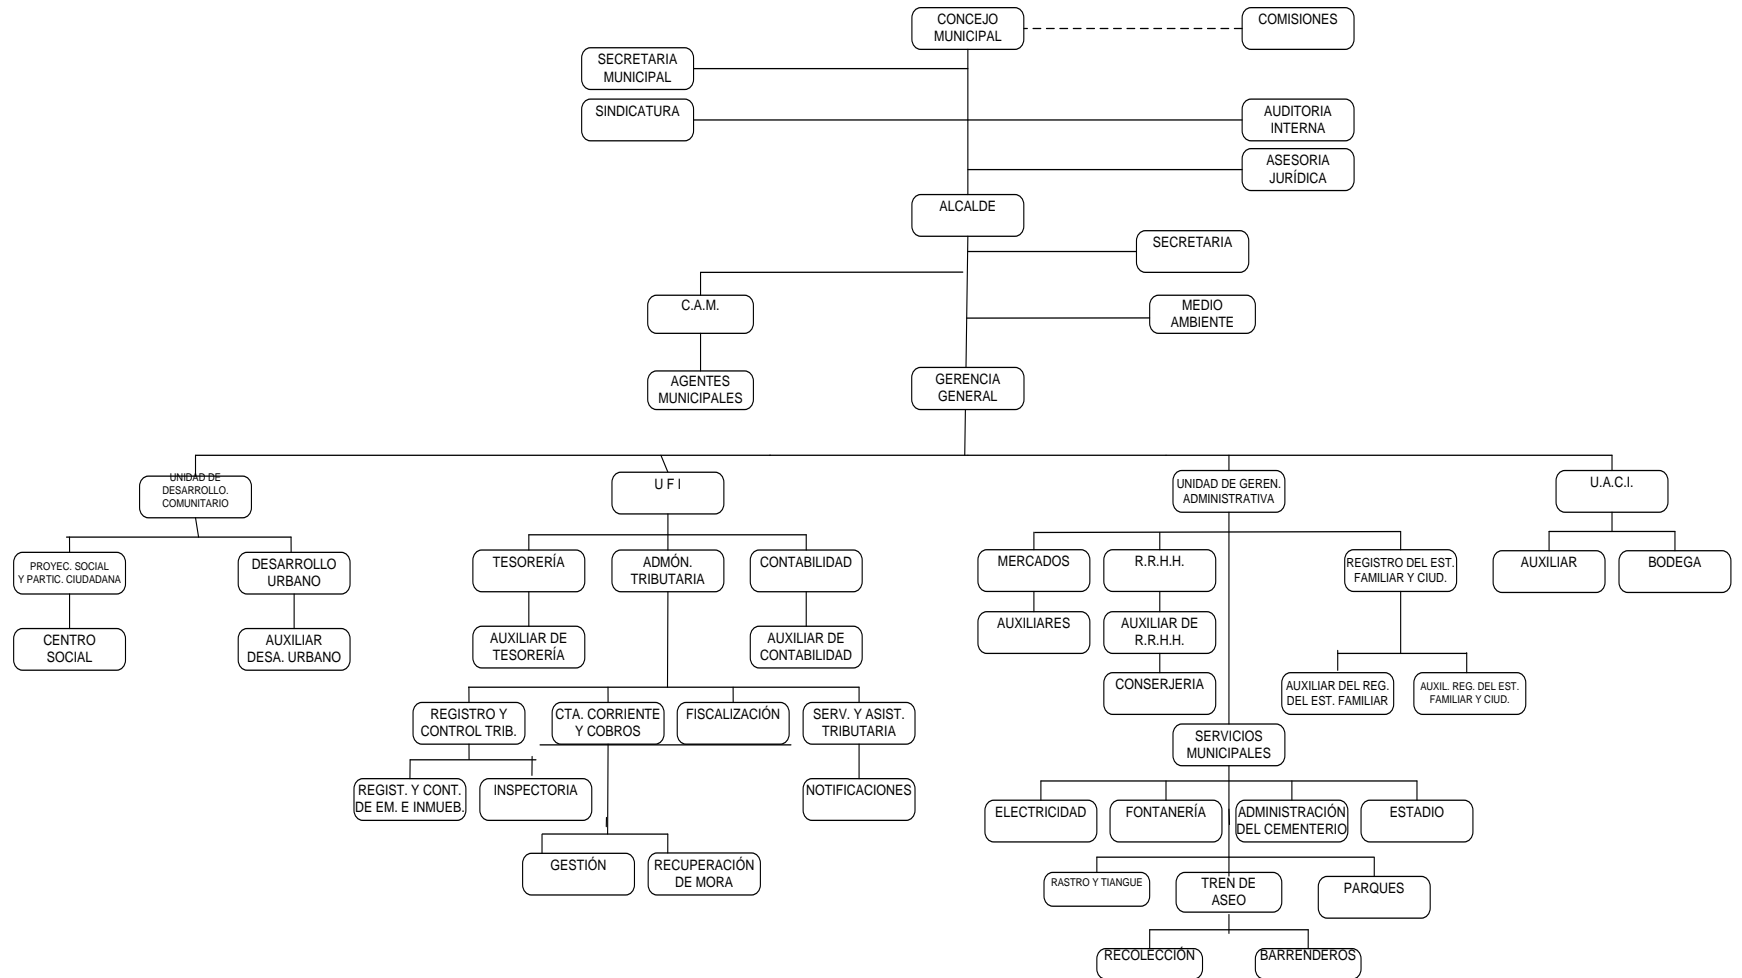 CONCEJO
MUNICIPAL
COMISIONES
SECRETARIA
MUNICIPAL
SINDICATURA
AUDITORIA
INTERNA
ASESORIA
JURÍDICA
ALCALDE
SECRETARIA
C.A.M.
MEDIO
AMBIENTE
AGENTES
MUNICIPALES
GERENCIA
GENERAL
UNIDAD DE
DESARROLLO.
COMUNITARIO
U F I
UNIDAD DE GEREN.
ADMINISTRATIVA
U.A.C.I.
PROYEC. SOCIAL
Y PARTIC. CIUDADANA
DESARROLLO
URBANO
TESORERÍA
ADMÓN.
TRIBUTARIA
CONTABILIDAD
MERCADOS
R.R.H.H.
REGISTRO DEL EST.
FAMILIAR Y CIUD.
AUXILIAR
BODEGA
CENTRO
SOCIAL
AUXILIAR
DESA. URBANO
AUXILIAR DE
TESORERÍA
AUXILIAR DE
CONTABILIDAD
AUXILIARES
AUXILIAR DE
R.R.H.H.
CONSERJERIA
AUXILIAR DEL REG.
DEL EST. FAMILIAR
AUXIL. REG. DEL EST.
FAMILIAR Y CIUD.
REGISTRO Y
CONTROL TRIB.
CTA. CORRIENTE
Y COBROS
FISCALIZACIÓN
SERV. Y ASIST.
TRIBUTARIA
SERVICIOS
MUNICIPALES
REGIST. Y CONT.
DE EM. E INMUEB.
INSPECTORIA
NOTIFICACIONES
ELECTRICIDAD
FONTANERÍA
ADMINISTRACIÓN
DEL CEMENTERIO
ESTADIO
GESTIÓN
RECUPERACIÓN
DE MORA
RASTRO Y TIANGUE
TREN DE
ASEO
PARQUES
RECOLECCIÓN
BARRENDEROS